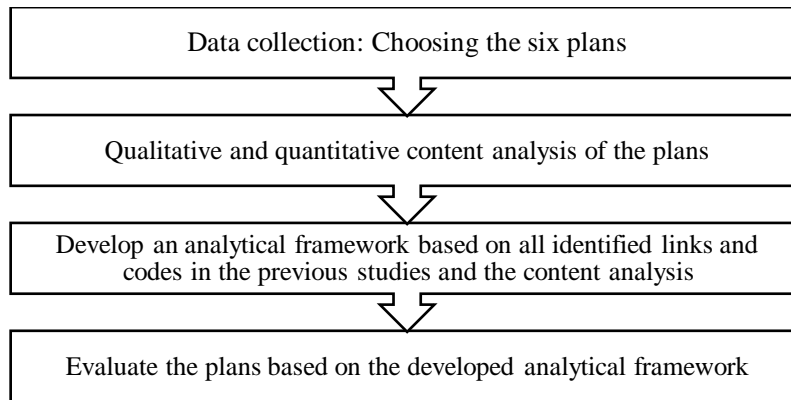 Data collection: Choosing the six plans
Qualitative and quantitative content analysis of the plans
Develop an analytical framework based on all identified links and
codes in the previous studies and the content analysis
Evaluate the plans based on the developed analytical framework